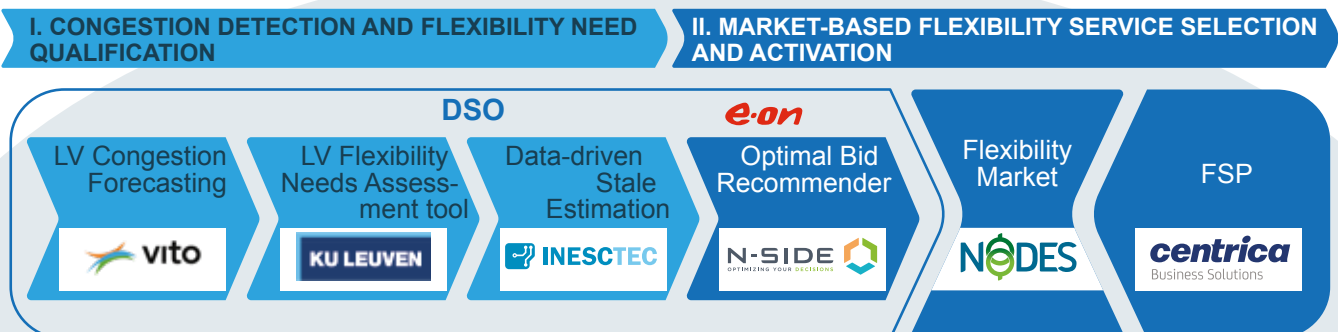 I. CONGESTION DETECTION AND FLEXIBILITY NEED
QUALIFICATION
II. MARKET-BASED FLEXIBILITY SERVICE SELECTION
AND ACTIVATION
DSO
e·on
LV Congestion
Forecasting
vito
LV Flexibility
Needs Assess-
ment tool
KU LEUVEN
Data-driven
Stale
Estimation
INESCTEC
Optimal Bid
Recommender
N-SIDE
OPTIMIZING YOUR DECISIONS
Flexibility
Market
NODES
FSP
centrica
Business Solutions